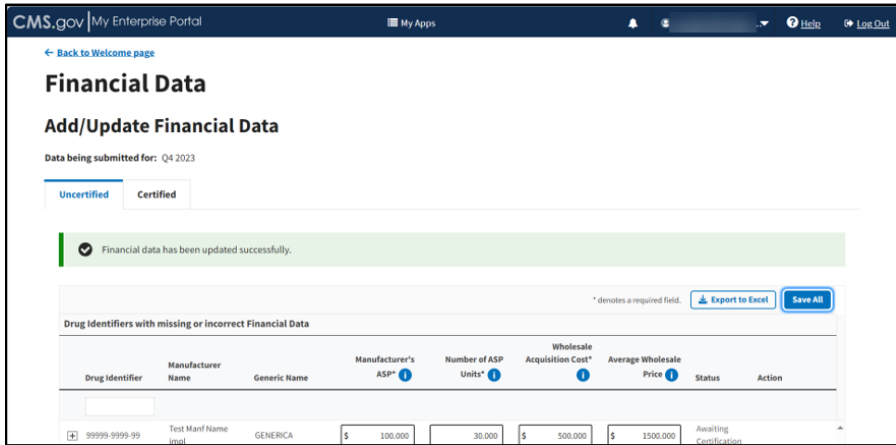 CMS.gov My Enterprise Portal My Apps Help Log Out
Back to Welcome page
Financial Data
Add/Update Financial Data
Data being submitted for: Q4 2023
Uncertified Certified
Financial data has been updated successfully.
* denotes a required field. Export to Excel Save All
Drug Identifiers with missing or incorrect Financial Data
Drug Identifier
Manufacturer
Name
Generic Name
Manufacturer's
ASP*
Number of ASP
Units*
Wholesale
Acquisition Cost*
Average Wholesale
Price
Status
Action
99999-9999-99
Test Manf Name
impl
GENERICA
$ 100.000
30.000
$ 500.000
$ 1500.000
Awaiting
Certification